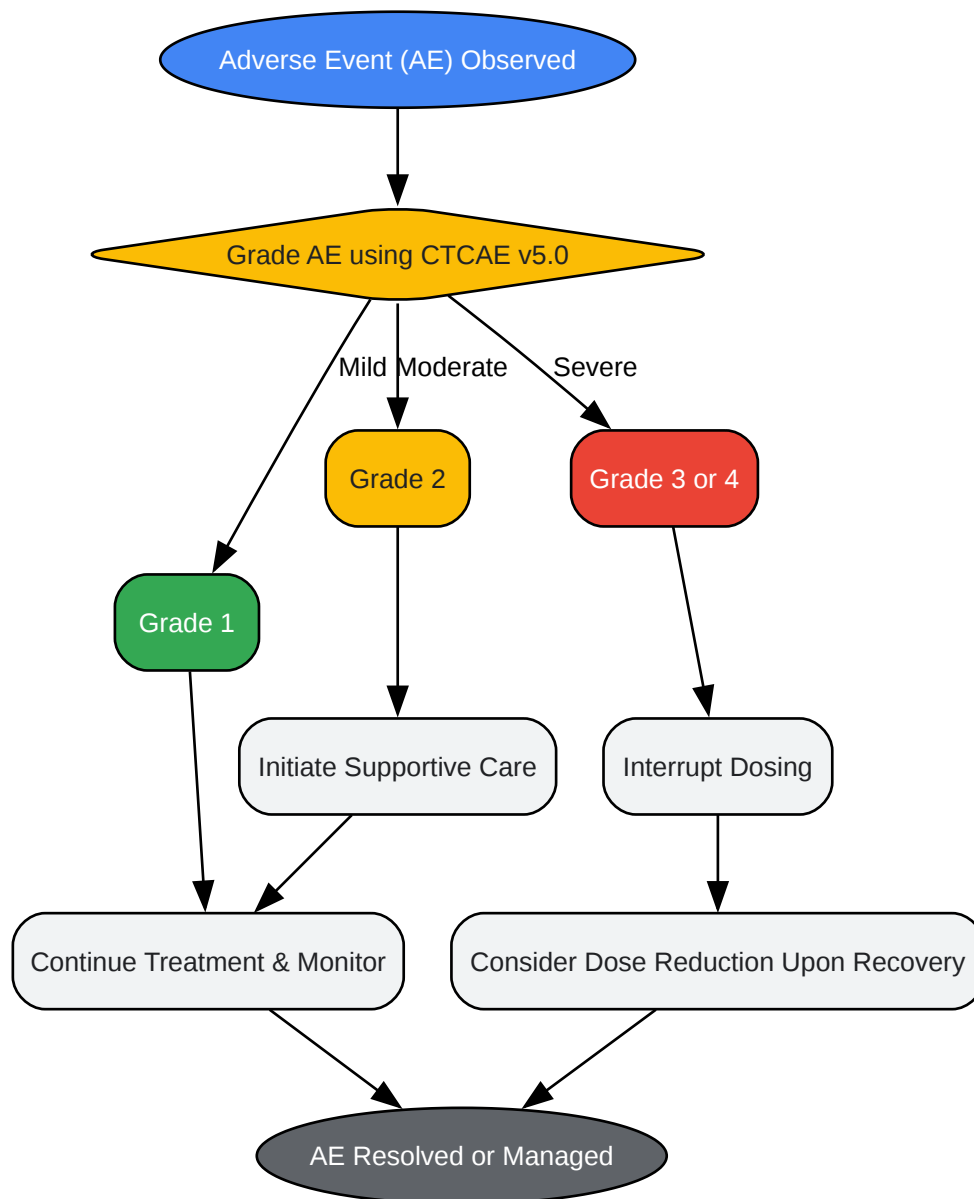 Adverse Event (AE) Observed
Grade AE using CTCAE v5.0
Mild
Moderate
Severe
Grade 2
Grade 3 or 4
Grade 1
Initiate Supportive Care
Interrupt Dosing
Continue Treatment & Monitor
Consider Dose Reduction Upon Recovery
AE Resolved or Managed